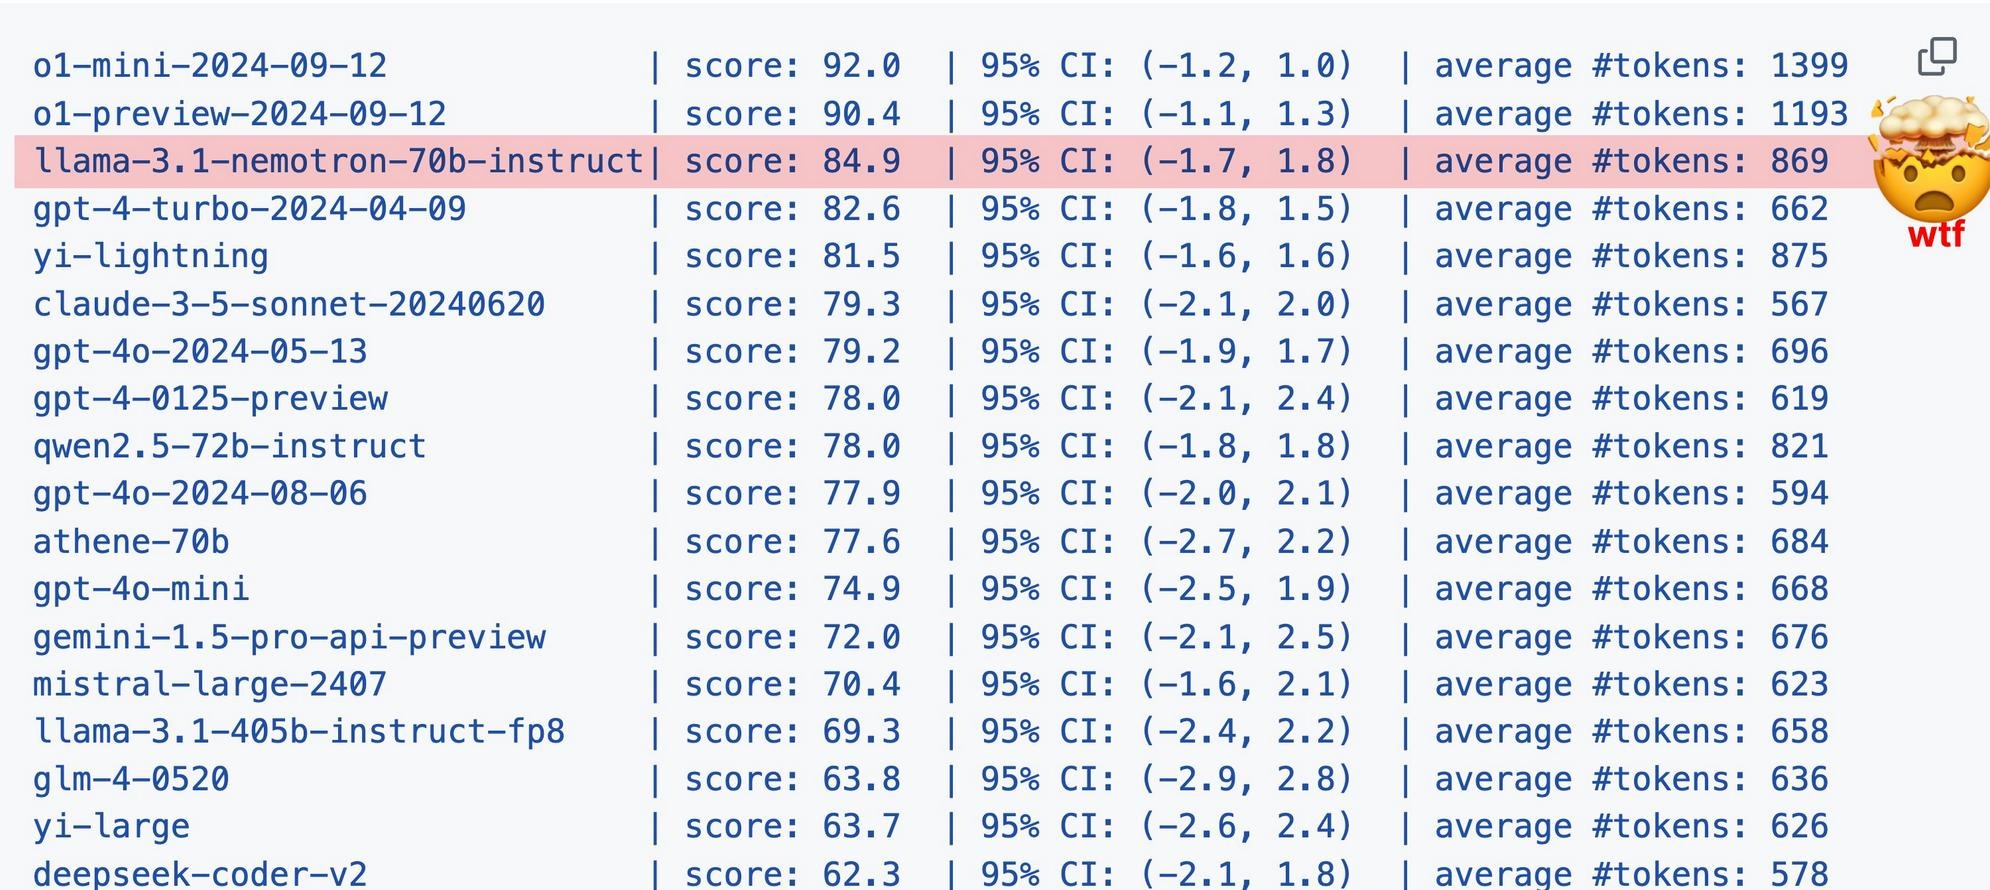 o1-mini-2024-09-12 | score: 92.0 | 95% CI: (-1.2, 1.0) | average #tokens: 1399
o1-preview-2024-09-12 | score: 90.4 | 95% CI: (-1.1, 1.3) | average #tokens: 1193
llama-3.1-nemotron-70b-instruct| score: 84.9 | 95% CI: (-1.7, 1.8) | average #tokens: 869
gpt-4-turbo-2024-04-09 | score: 82.6 | 95% CI: (-1.8, 1.5) | average #tokens: 662
wtf
yi-lightning | score: 81.5 | 95% CI: (-1.6, 1.6) | average #tokens: 875
claude-3-5-sonnet-20240620 | score: 79.3 | 95% CI: (-2.1, 2.0) | average #tokens: 567
gpt-4o-2024-05-13 | score: 79.2 | 95% CI: (-1.9, 1.7) | average #tokens: 696
gpt-4-0125-preview | score: 78.0 | 95% CI: (-2.1, 2.4) | average #tokens: 619
qwen2.5-72b-instruct | score: 78.0 | 95% CI: (-1.8, 1.8) | average #tokens: 821
gpt-4o-2024-08-06 | score: 77.9 | 95% CI: (-2.0, 2.1) | average #tokens: 594
athene-70b | score: 77.6 | 95% CI: (-2.7, 2.2) | average #tokens: 684
gpt-4o-mini | score: 74.9 | 95% CI: (-2.5, 1.9) | average #tokens: 668
gemini-1.5-pro-api-preview | score: 72.0 | 95% CI: (-2.1, 2.5) | average #tokens: 676
mistral-large-2407 | score: 70.4 | 95% CI: (-1.6, 2.1) | average #tokens: 623
llama-3.1-405b-instruct-fp8 | score: 69.3 | 95% CI: (-2.4, 2.2) | average #tokens: 658
glm-4-0520 | score: 63.8 | 95% CI: (-2.9, 2.8) | average #tokens: 636
yi-large | score: 63.7 | 95% CI: (-2.6, 2.4) | average #tokens: 626
deepseek-coder-v2 | score: 62.3 | 95% CI: (-2.1, 1.8) | average #tokens: 578